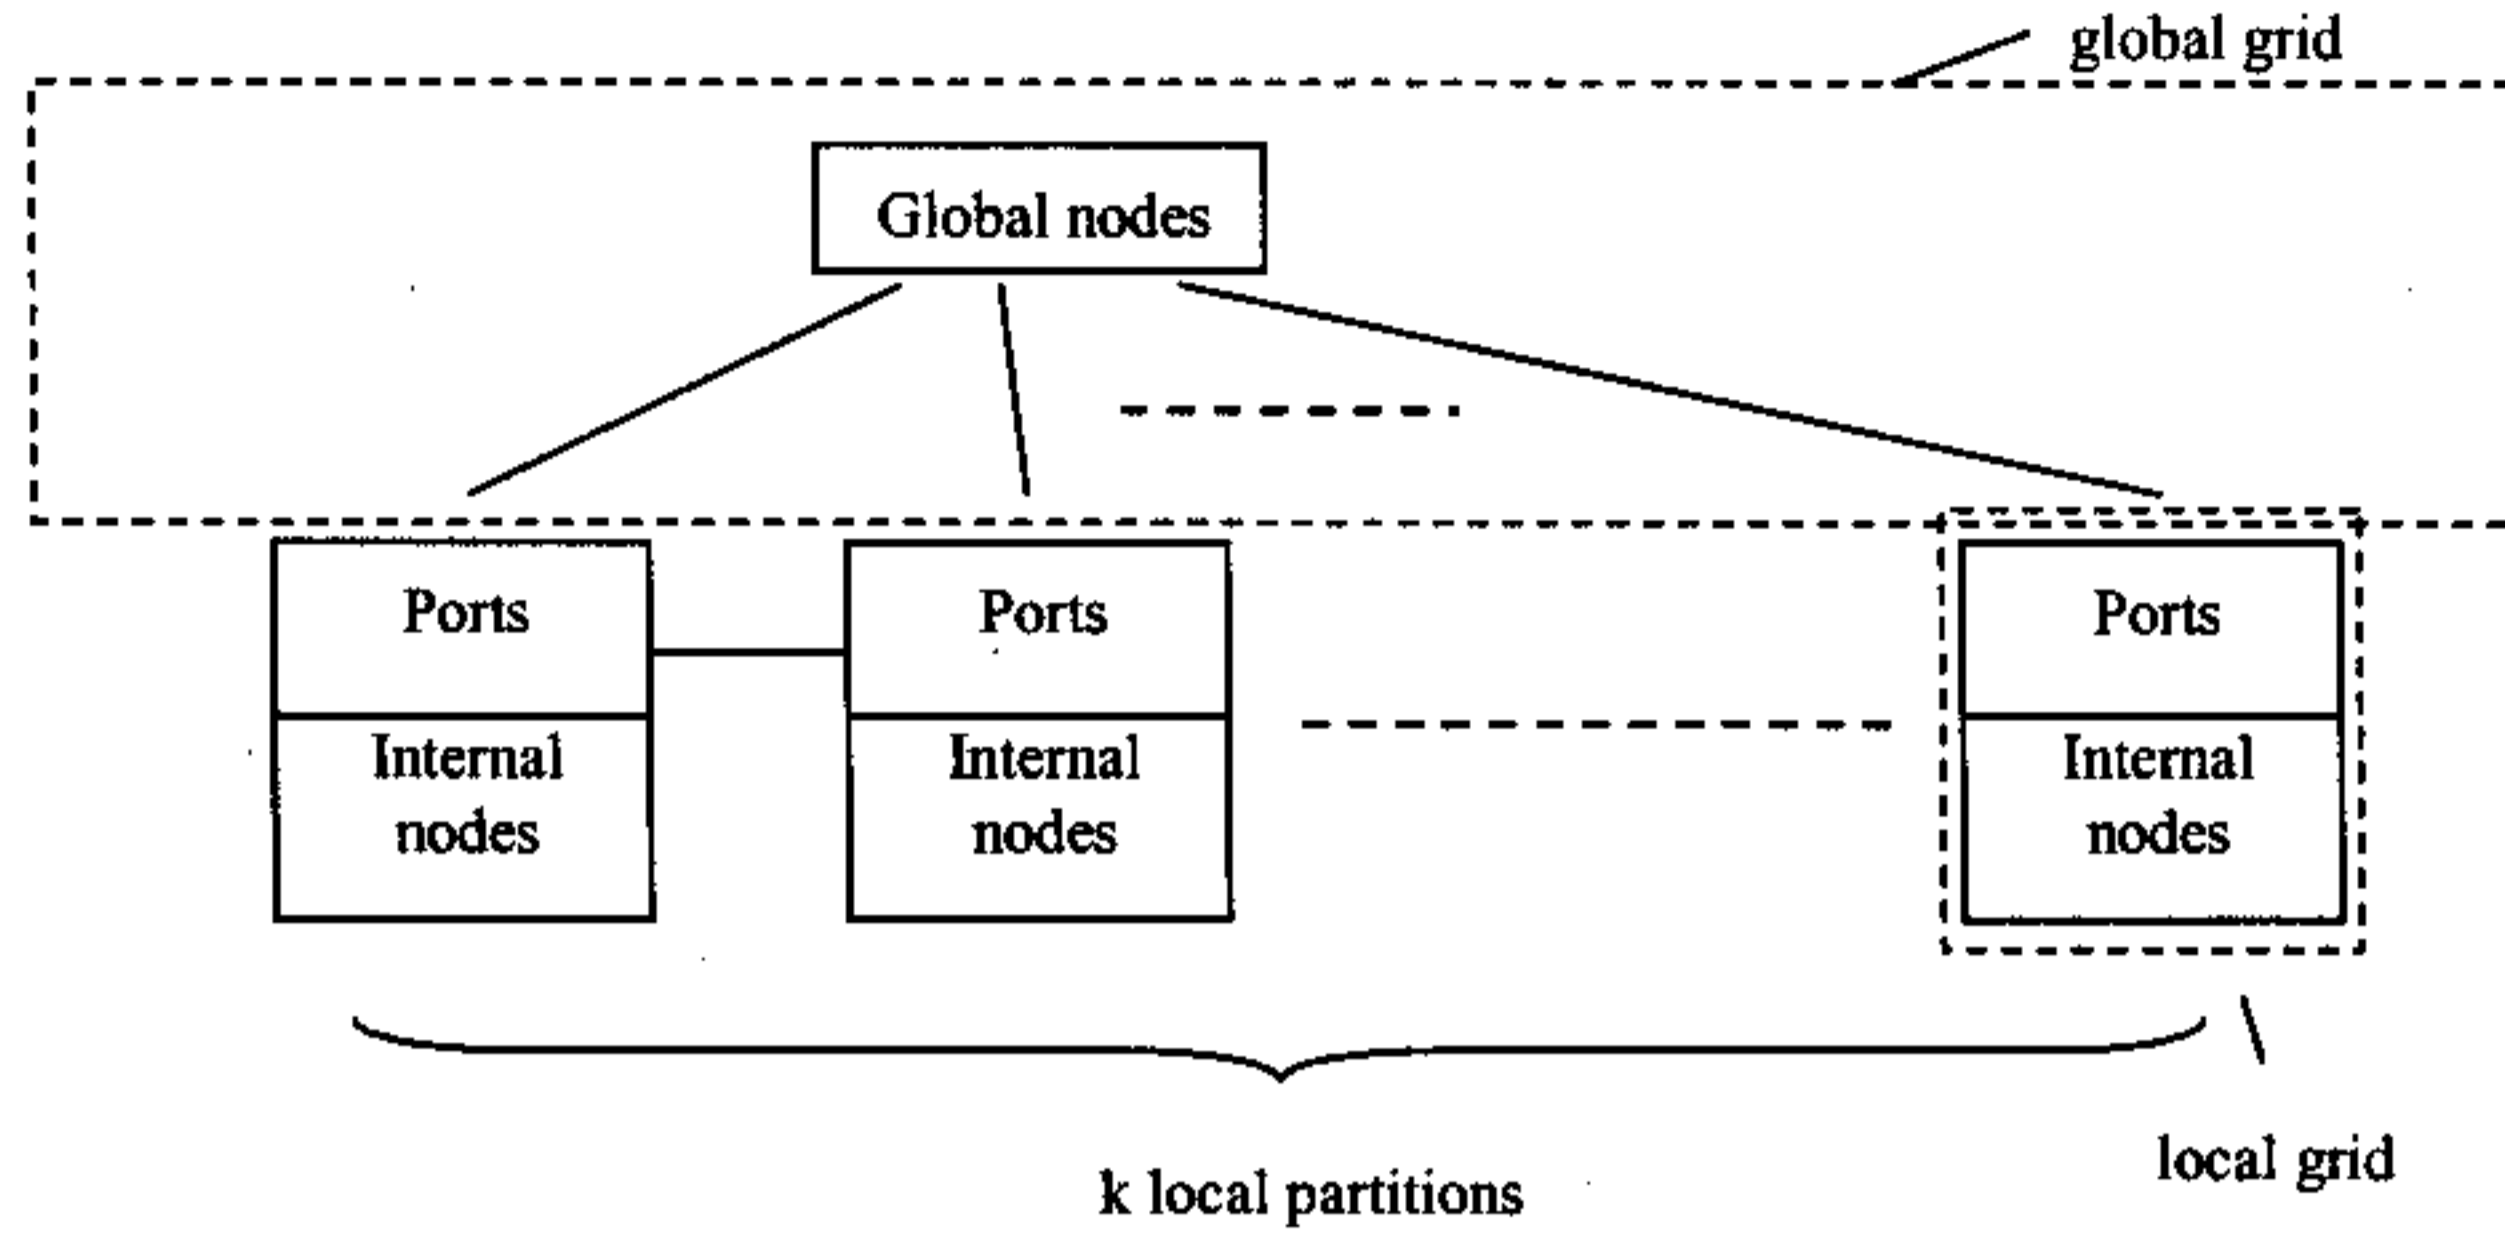 global grid
Global nodes
Ports
Ports
Ports
Internal
nodes
Internal
nodes
Internal
nodes
local grid
k local partitions